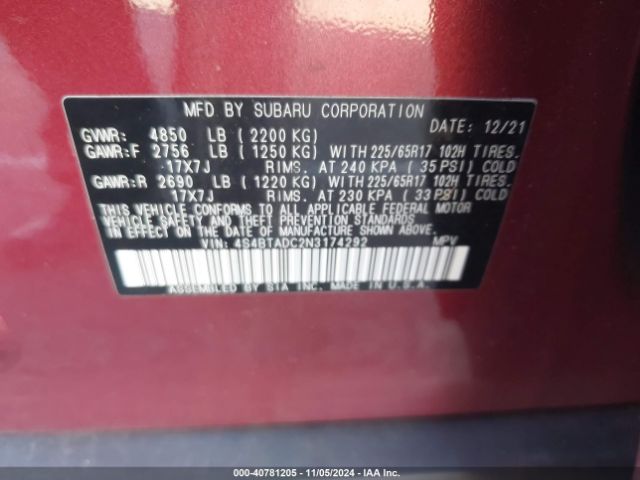 MFD BY SUBARU CORPORATION
GVWR: 4850 LB (2200 KG) DATE: 12/21
GAWR:F 2756 LB (1250 KG) WITH 225/65R17 102H TIRES.
17X7J RIMS. AT 240 KPA (35 PSI) COLD
GAWR:R 2690 LB (1220 KG) WITH 225/65R17 102H TIRES.
17X7J RIMS. AT 230 KPA (33 PSI) COLD
THIS VEHICLE CONFORMS TO ALL APPLICABLE FEDERAL MOTOR
VEHICLE SAFETY AND THEFT PREVENTION STANDARDS
IN EFFECT ON THE DATE OF MANUFACTURE SHOWN ABOVE.
VIN: 4S4BTADC2N3174292 MPV
ASSEMBLED BY SIA INC. MADE IN U.S.A.
00-40781205 - 11/05/2024 - IAA Inc.